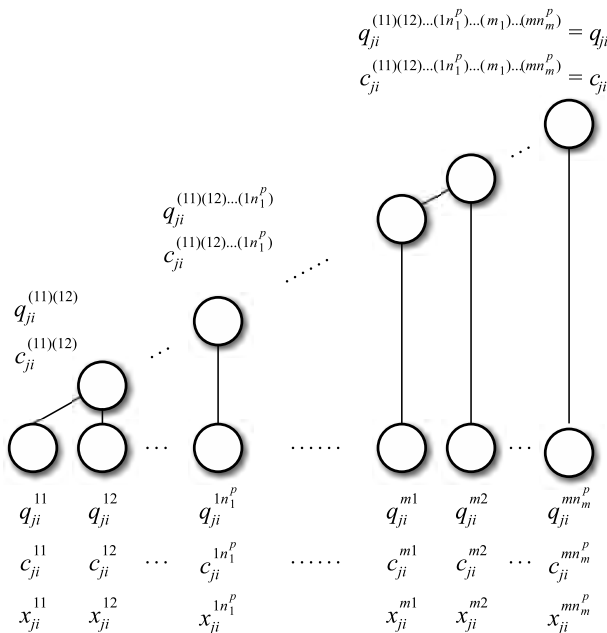 q_{ji}^{(11)(12)...(1n_1^p)...(m_1)...(mn_m^p)} = q_{ji}
c_{ji}^{(11)(12)...(1n_1^p)...(m_1)...(mn_m^p)} = c_{ji}
q_{ji}^{(11)(12)...(1n_1^p)}
c_{ji}^{(11)(12)...(1n_1^p)}
q_{ji}^{(11)(12)}
c_{ji}^{(11)(12)}
q_{ji}^{11} q_{ji}^{12} q_{ji}^{1n_1^p} q_{ji}^{m1} q_{ji}^{m2} q_{ji}^{mn_m^p}
c_{ji}^{11} c_{ji}^{12} ... c_{ji}^{1n_1^p} ...... c_{ji}^{m1} c_{ji}^{m2} ... c_{ji}^{mn_m^p}
x_{ji}^{11} x_{ji}^{12} x_{ji}^{1n_1^p} x_{ji}^{m1} x_{ji}^{m2} x_{ji}^{mn_m^p}